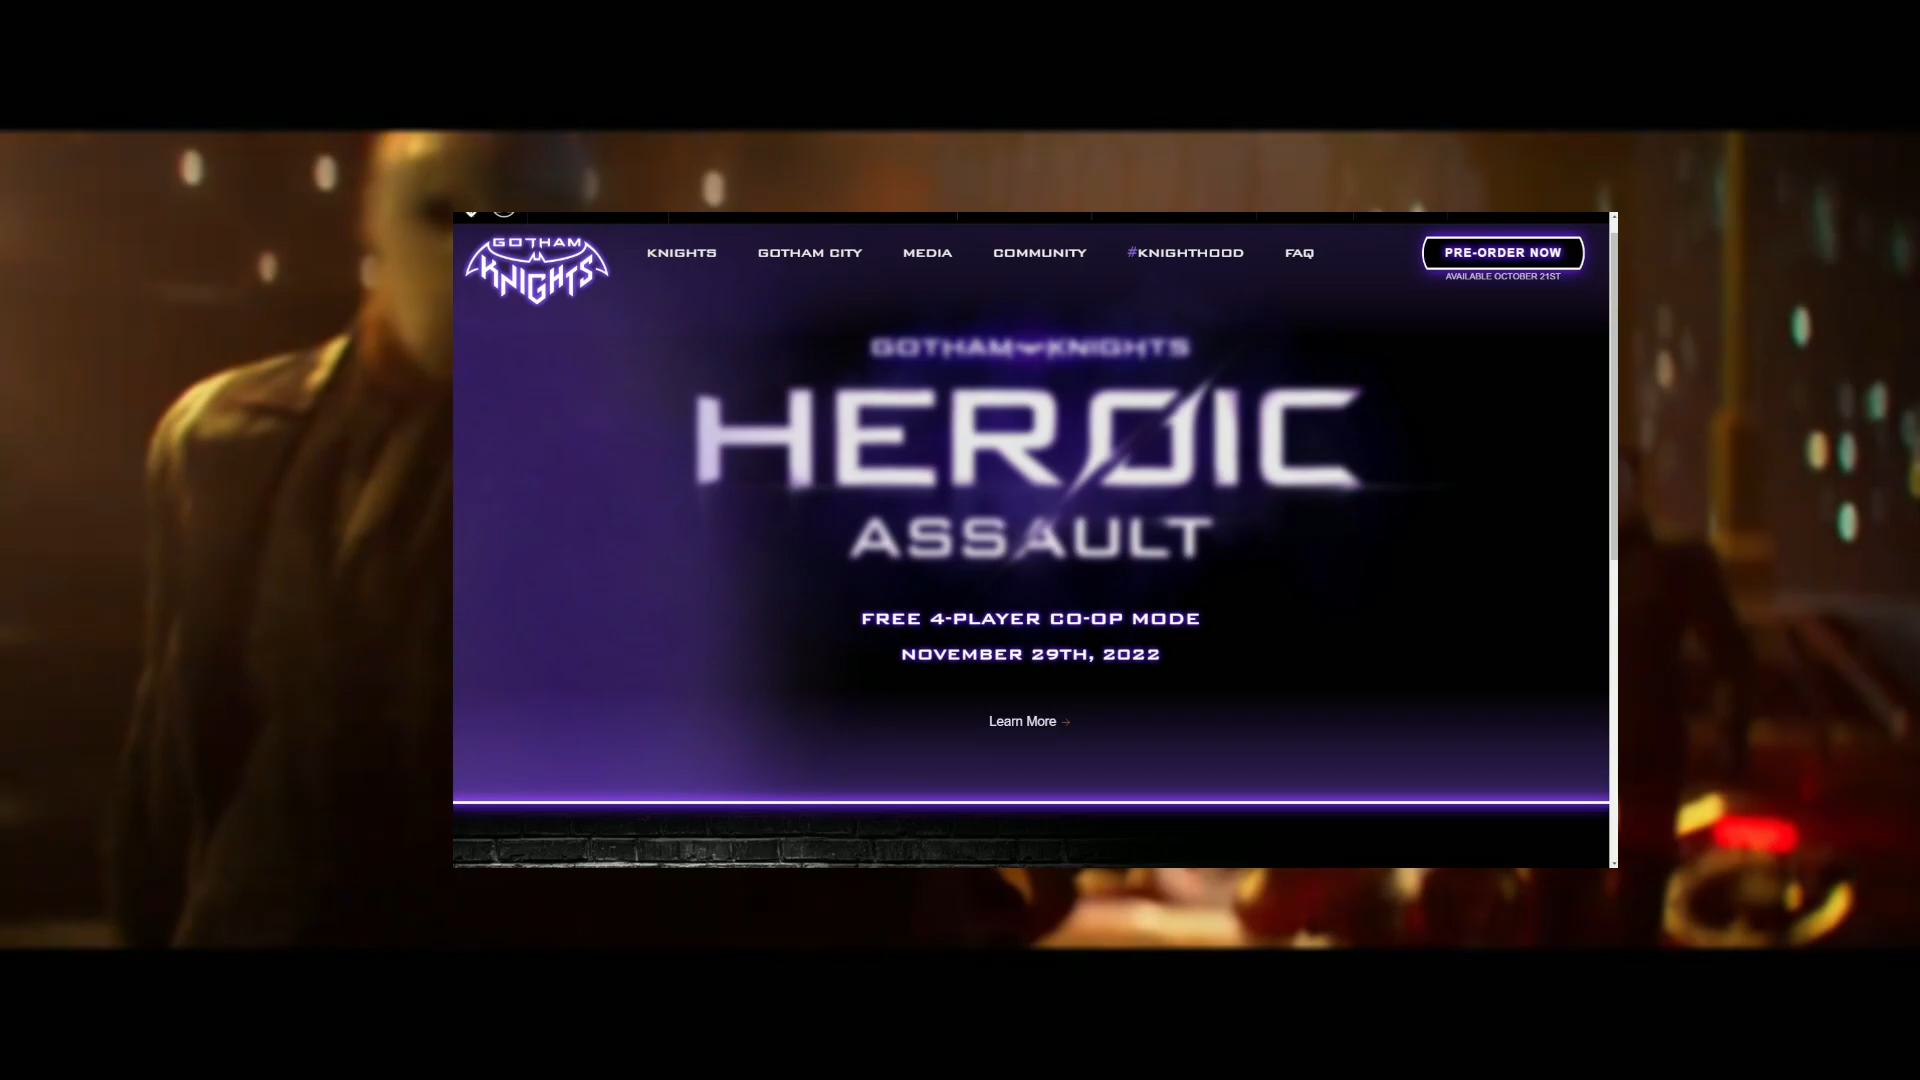 GOTHAM
KNIGHTS
KNIGHTS
GOTHAM CITY
MEDIA
COMMUNITY
#KNIGHTHOOD
FAQ
PRE-ORDER NOW
AVAILABLE OCTOBER 21ST
GOTHAM KNIGHTS
HEROIC
ASSAULT
FREE 4-PLAYER CO-OP MODE
NOVEMBER 29TH, 2022
Learn More →